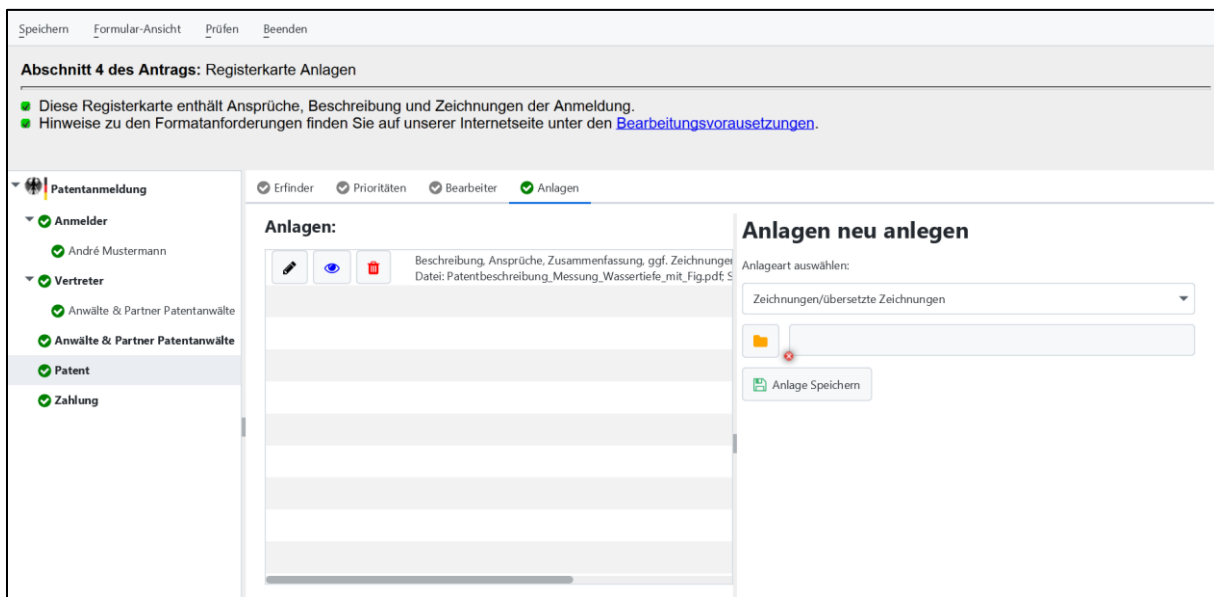 Speichern Formular-Ansicht Prüfen Beenden
Abschnitt 4 des Antrags: Registerkarte Anlagen
Diese Registerkarte enthält Ansprüche, Beschreibung und Zeichnungen der Anmeldung.
Hinweise zu den Formatanforderungen finden Sie auf unserer Internetseite unter den Bearbeitungsvorausetzungen.
Patentanmeldung
Anmelder
André Mustermann
Vertreter
Anwälte & Partner Patentanwälte
Anwälte & Partner Patentanwälte
Patent
Zahlung
Erfinder Prioritäten Bearbeiter Anlagen
Anlagen:
Beschreibung, Ansprüche, Zusammenfassung, ggf. Zeichnungen
Datei: Patentbeschreibung_Messung_Wassertiefe_mit_Fig.pdf; S
Anlagen neu anlegen
Anlageart auswählen:
Zeichnungen/übersetzte Zeichnungen
Anlage Speichern